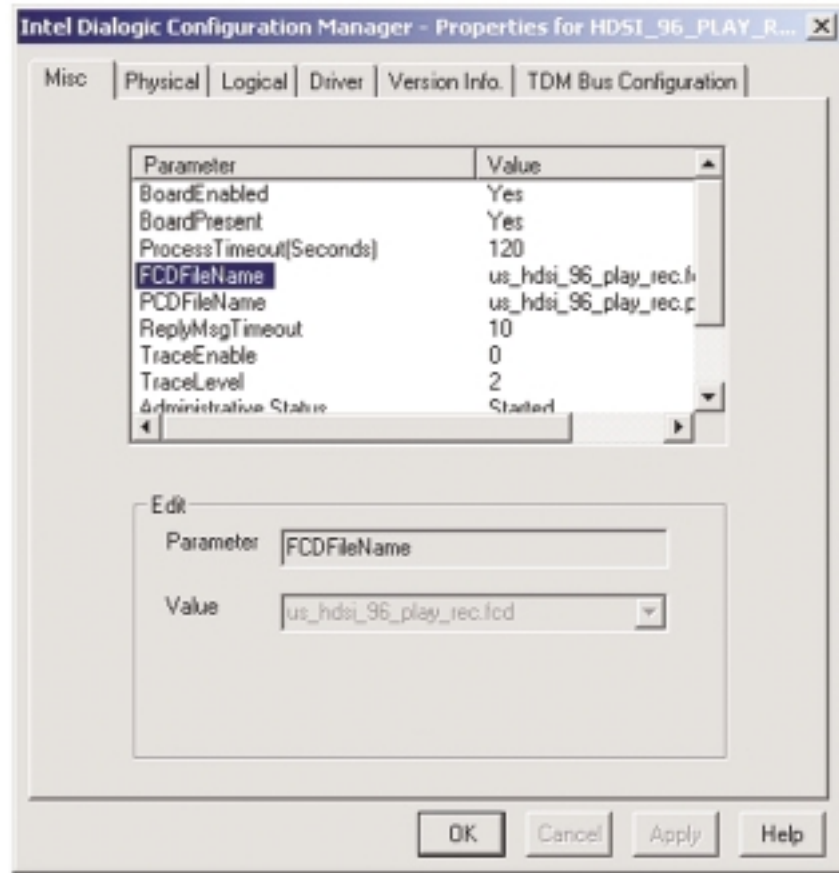 Intel Dialogic Configuration Manager - Properties for HDSI_96_PLAY_R...
Misc Physical Logical Driver Version Info. TDM Bus Configuration
Parameter Value
BoardEnabled Yes
BoardPresent Yes
ProcessTimeout(Seconds) 120
FCDFileName us_hdsi_96_play_rec.f
PCDFileName us_hdsi_96_play_rec.p
ReplyMsgTimeout 10
TraceEnable 0
TraceLevel 2
Administrative Status Started
Edit
Parameter FCDFileName
Value us_hdsi_96_play_rec.fcd
OK Cancel Apply Help